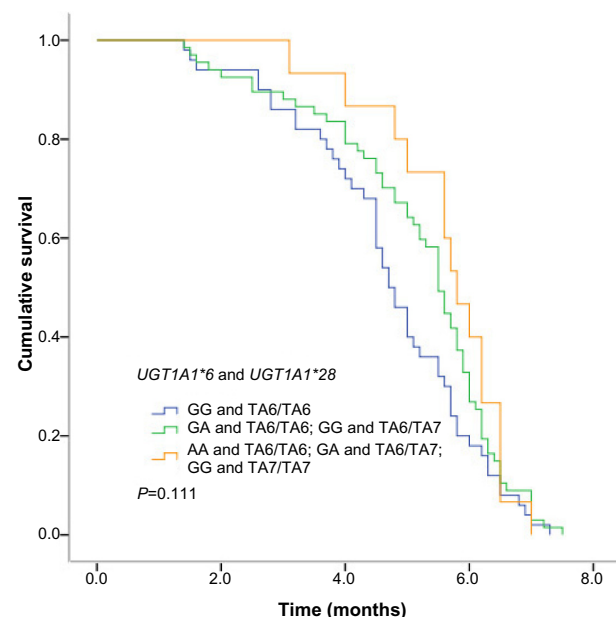 1.0
0.8
0.6
0.4
0.2
0.0
Cumulative survival
UGT1A1*6 and UGT1A1*28
GG and TA6/TA6
GA and TA6/TA6; GG and TA6/TA7
AA and TA6/TA6; GA and TA6/TA7;
GG and TA7/TA7
P=0.111
0.0 2.0 4.0 6.0 8.0
Time (months)